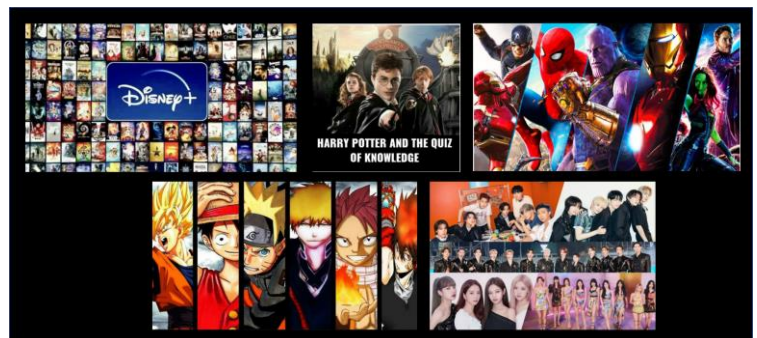 Disney+
HARRY POTTER AND THE QUIZ
OF KNOWLEDGE